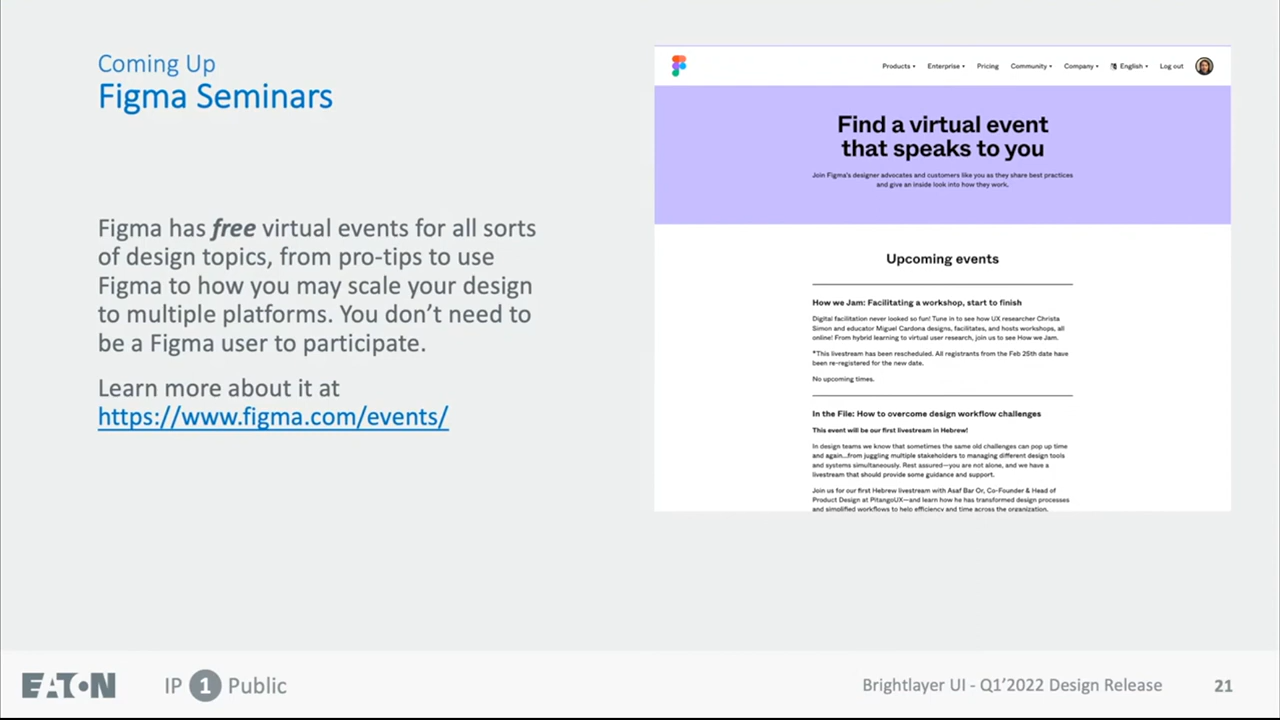 Coming Up
Figma Seminars
Figma has free virtual events for all sorts
of design topics, from pro-tips to use
Figma to how you may scale your design
to multiple platforms. You don’t need to
be a Figma user to participate.
Learn more about it at
https://www.figma.com/events/
Products Enterprise Pricing Community Company English Log out
Find a virtual event
that speaks to you
Join Figma's designer advocates and customers like you as they share best practices
and give an inside look into how they work.
Upcoming events
How we Jam: Facilitating a workshop, start to finish
Digital facilitation never looked so fun! Tune in to see how UX researcher Christa
Simon and educator Miguel Cardona designs, facilitates, and hosts workshops, all
online! From hybrid learning to virtual user research, join us to see How we Jam.
*This livestream has been rescheduled. All registrants from the Feb 25th date have
been re-registered for the new date.
No upcoming times.
In the File: How to overcome design workflow challenges
This event will be our first livestream in Hebrew!
In design teams we know that sometimes the same old challenges can pop up time
and again...from juggling multiple stakeholders to managing different design tools
and systems simultaneously. Rest assured—you are not alone, and we have a
livestream that should provide some guidance and support.
Join us for our first Hebrew livestream with Asaf Bar Or, Co-Founder & Head of
Product Design at PitangoUX—and learn how he has transformed design processes
and simplified workflows to help efficiency and time across the organization.
EATON IP 1 Public
Brightlayer UI - Q1’2022 Design Release 21